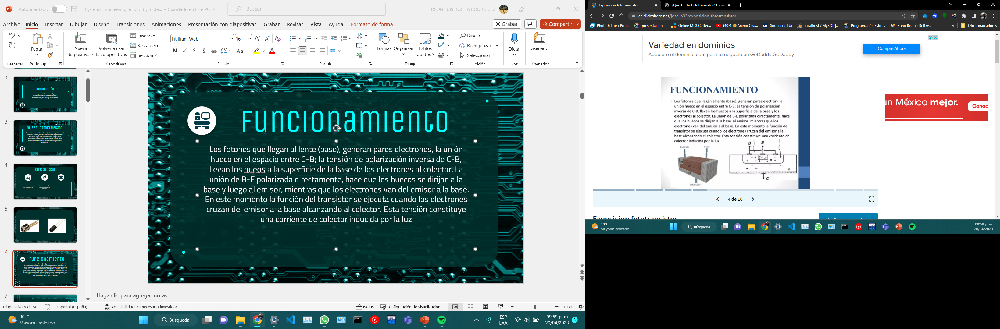 Autoguardado
Systems Engineering School by Slide... • Guardado en Este PC
Buscar
EDSON LUIS ROCHA RODRIGUEZ
Archivo Inicio Insertar Dibujar Diseño Transiciones Animaciones Presentación con diapositivas Grabar Revisar Vista Ayuda Formato de forma
Grabar
Compartir
Pegar
Nueva diapositiva
Volver a usar las diapositivas
Diseño
Restablecer
Sección
Titillium Web 16
N K S S ab AV Aa A
Formas
Organizar
Estilos rápidos
Buscar
Reemplazar
Seleccionar
Dictar
Diseñador
Deshacer Portapapeles Diapositivas Fuente Párrafo Dibujo Edición Voz Diseñador
2
Introducción
3
¿Qué es un fototransistor
4
Características
5
6
Funcionamiento
7
Funcionamiento
Los fotones que llegan al lente (base), generan pares electrones, la unión
hueco en el espacio entre C-B; la tensión de polarización inversa de C-B,
llevan los hueos a la superficie de la base de los electrones al colector. La
unión de B-E polarizada directamente, hace que los huecos se dirijan a la
base y luego al emisor, mientras que los electrones van del emisor a la base.
En este momento la función del transistor se ejecuta cuando los electrones
cruzan del emisor a la base alcanzando al colector. Esta tensión constituye
una corriente de colector inducida por la luz
Haga clic para agregar notas
Diapositiva 6 de 50
Español (España)
Accesibilidad: es necesario investigar
Notas
Configuración de visualización
103%
30°C
Mayorm. soleado
Búsqueda
DEV
ESP
LAA
09:59 p. m.
20/04/2023
3
Exposicion fototransistor
¿Qué Es Un Fototransistor? Estru
es.slideshare.net/joselin33/exposicion-fototransistor
Photo Editor : Pixlr...
presentaciones
Online MP3 Cutter...
(407) Animo Cha...
Soundcraft Ui
localhost / MySQL |...
Programación Estru...
AF Sono Bisque Doll w...
»
Otros marcadores
Variedad en dominios
Adquiere el dominio .com para tu negocio en GoDaddy GoDaddy
Compre Ahora
un México mejor.
Conoc
FUNCIONAMIENTO
• Los fotones que llegan al lente (base), generan pares electrón- la
unión hueco en el espacio entre C-B; La tensión de polarización
inversa de C-B, llevan los huecos a la superficie de la base y los
electrones al colector. La unión de B-E polarizada directamente, hace
que los huecos se dirijan a la base al emisor mientras que los
electrones van del emisor a al base. En este momento la función del
transistor se ejecuta cuando los electrones cruzan del emisor a la
base alcanzando el colector. Esta tensión constituye una corriente de
colector inducida por la luz.
EMISOR
BASE
N
P
N
COLECTOR
B E
n
p
n
C
4 de 10
Exposicion fototransistor
30°C
Mayorm. soleado
Búsqueda
DEV
09:59 p. m.
20/04/2023